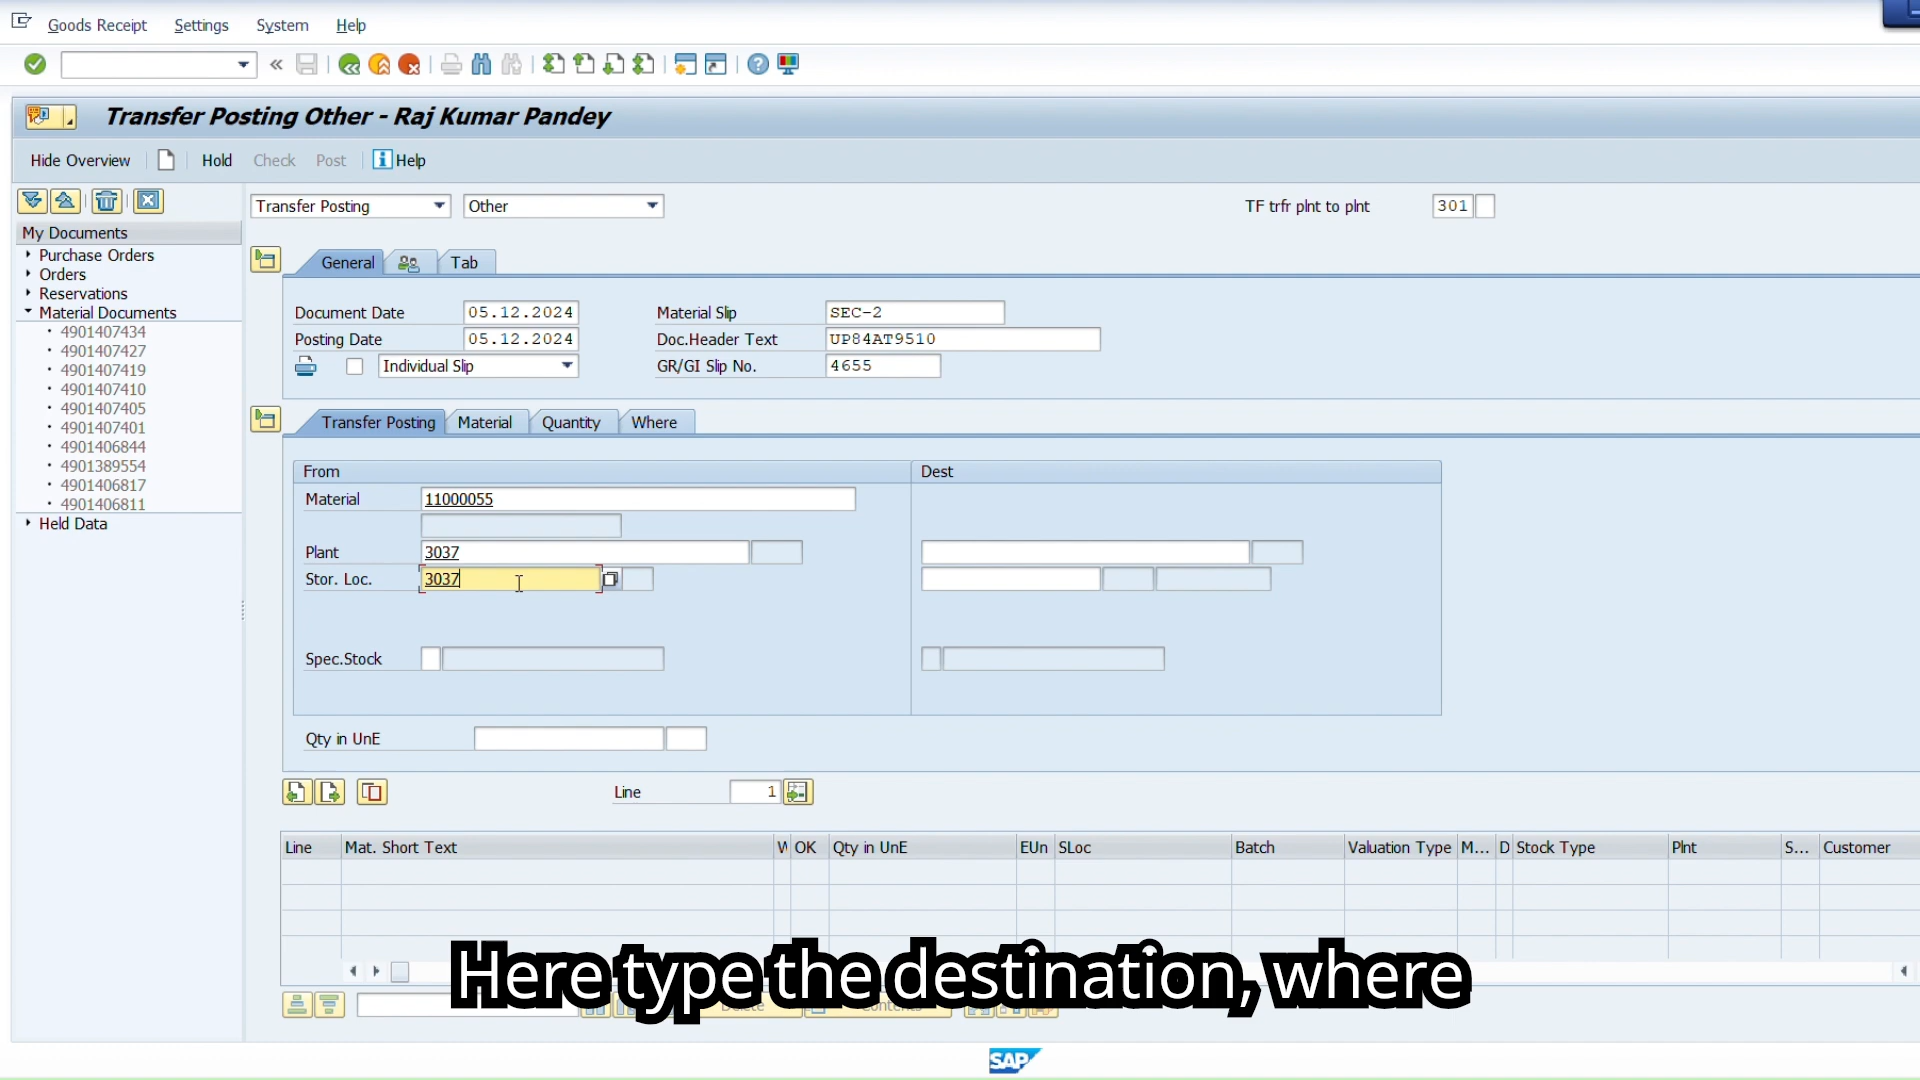 Goods Receipt Settings System Help
Transfer Posting Other - Raj Kumar Pandey
Hide Overview Hold Check Post Help
Transfer Posting Other TF trfr plnt to plnt 301
My Documents
Purchase Orders
Orders
Reservations
Material Documents
4901407434
4901407427
4901407419
4901407410
4901407405
4901407401
4901406844
4901389554
4901406817
4901406811
Held Data
General Tab
Document Date 05.12.2024 Material Slip SEC-2
Posting Date 05.12.2024 Doc.Header Text UP84AT9510
Individual Slip GR/GI Slip No. 4655
Transfer Posting Material Quantity Where
From Dest
Material 11000055
Plant 3037
Stor. Loc. 3037
Spec.Stock
Qty in UnE
Line 1
Line Mat. Short Text OK Qty in UnE EUn SLoc Batch Valuation Type M... D Stock Type Plnt S... Customer
Here type the destination, where
Delete Contents
SAP